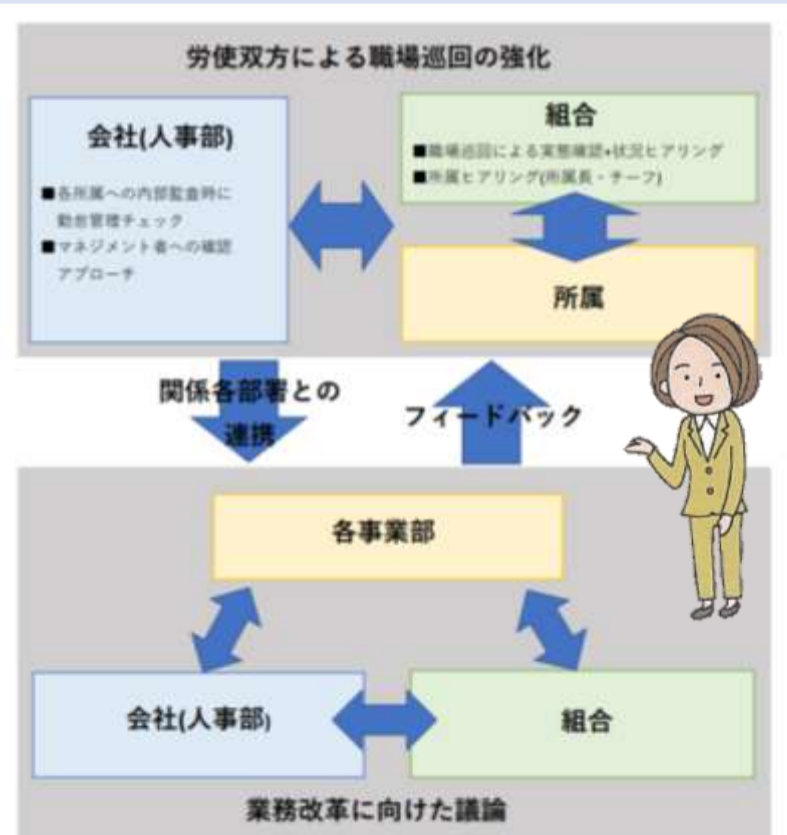 労使双方による職場巡回の強化
会社(人事部)
■各所属への内部監査時に
勤怠管理チェック
■マネジメント者への確認
アプローチ
組合
■職場巡回による実態確認+状況ヒアリング
■所属ヒアリング(所属長・チーフ)
所属
関係各部署との
連携
フィードバック
各事業部
会社(人事部)
組合
業務改革に向けた議論